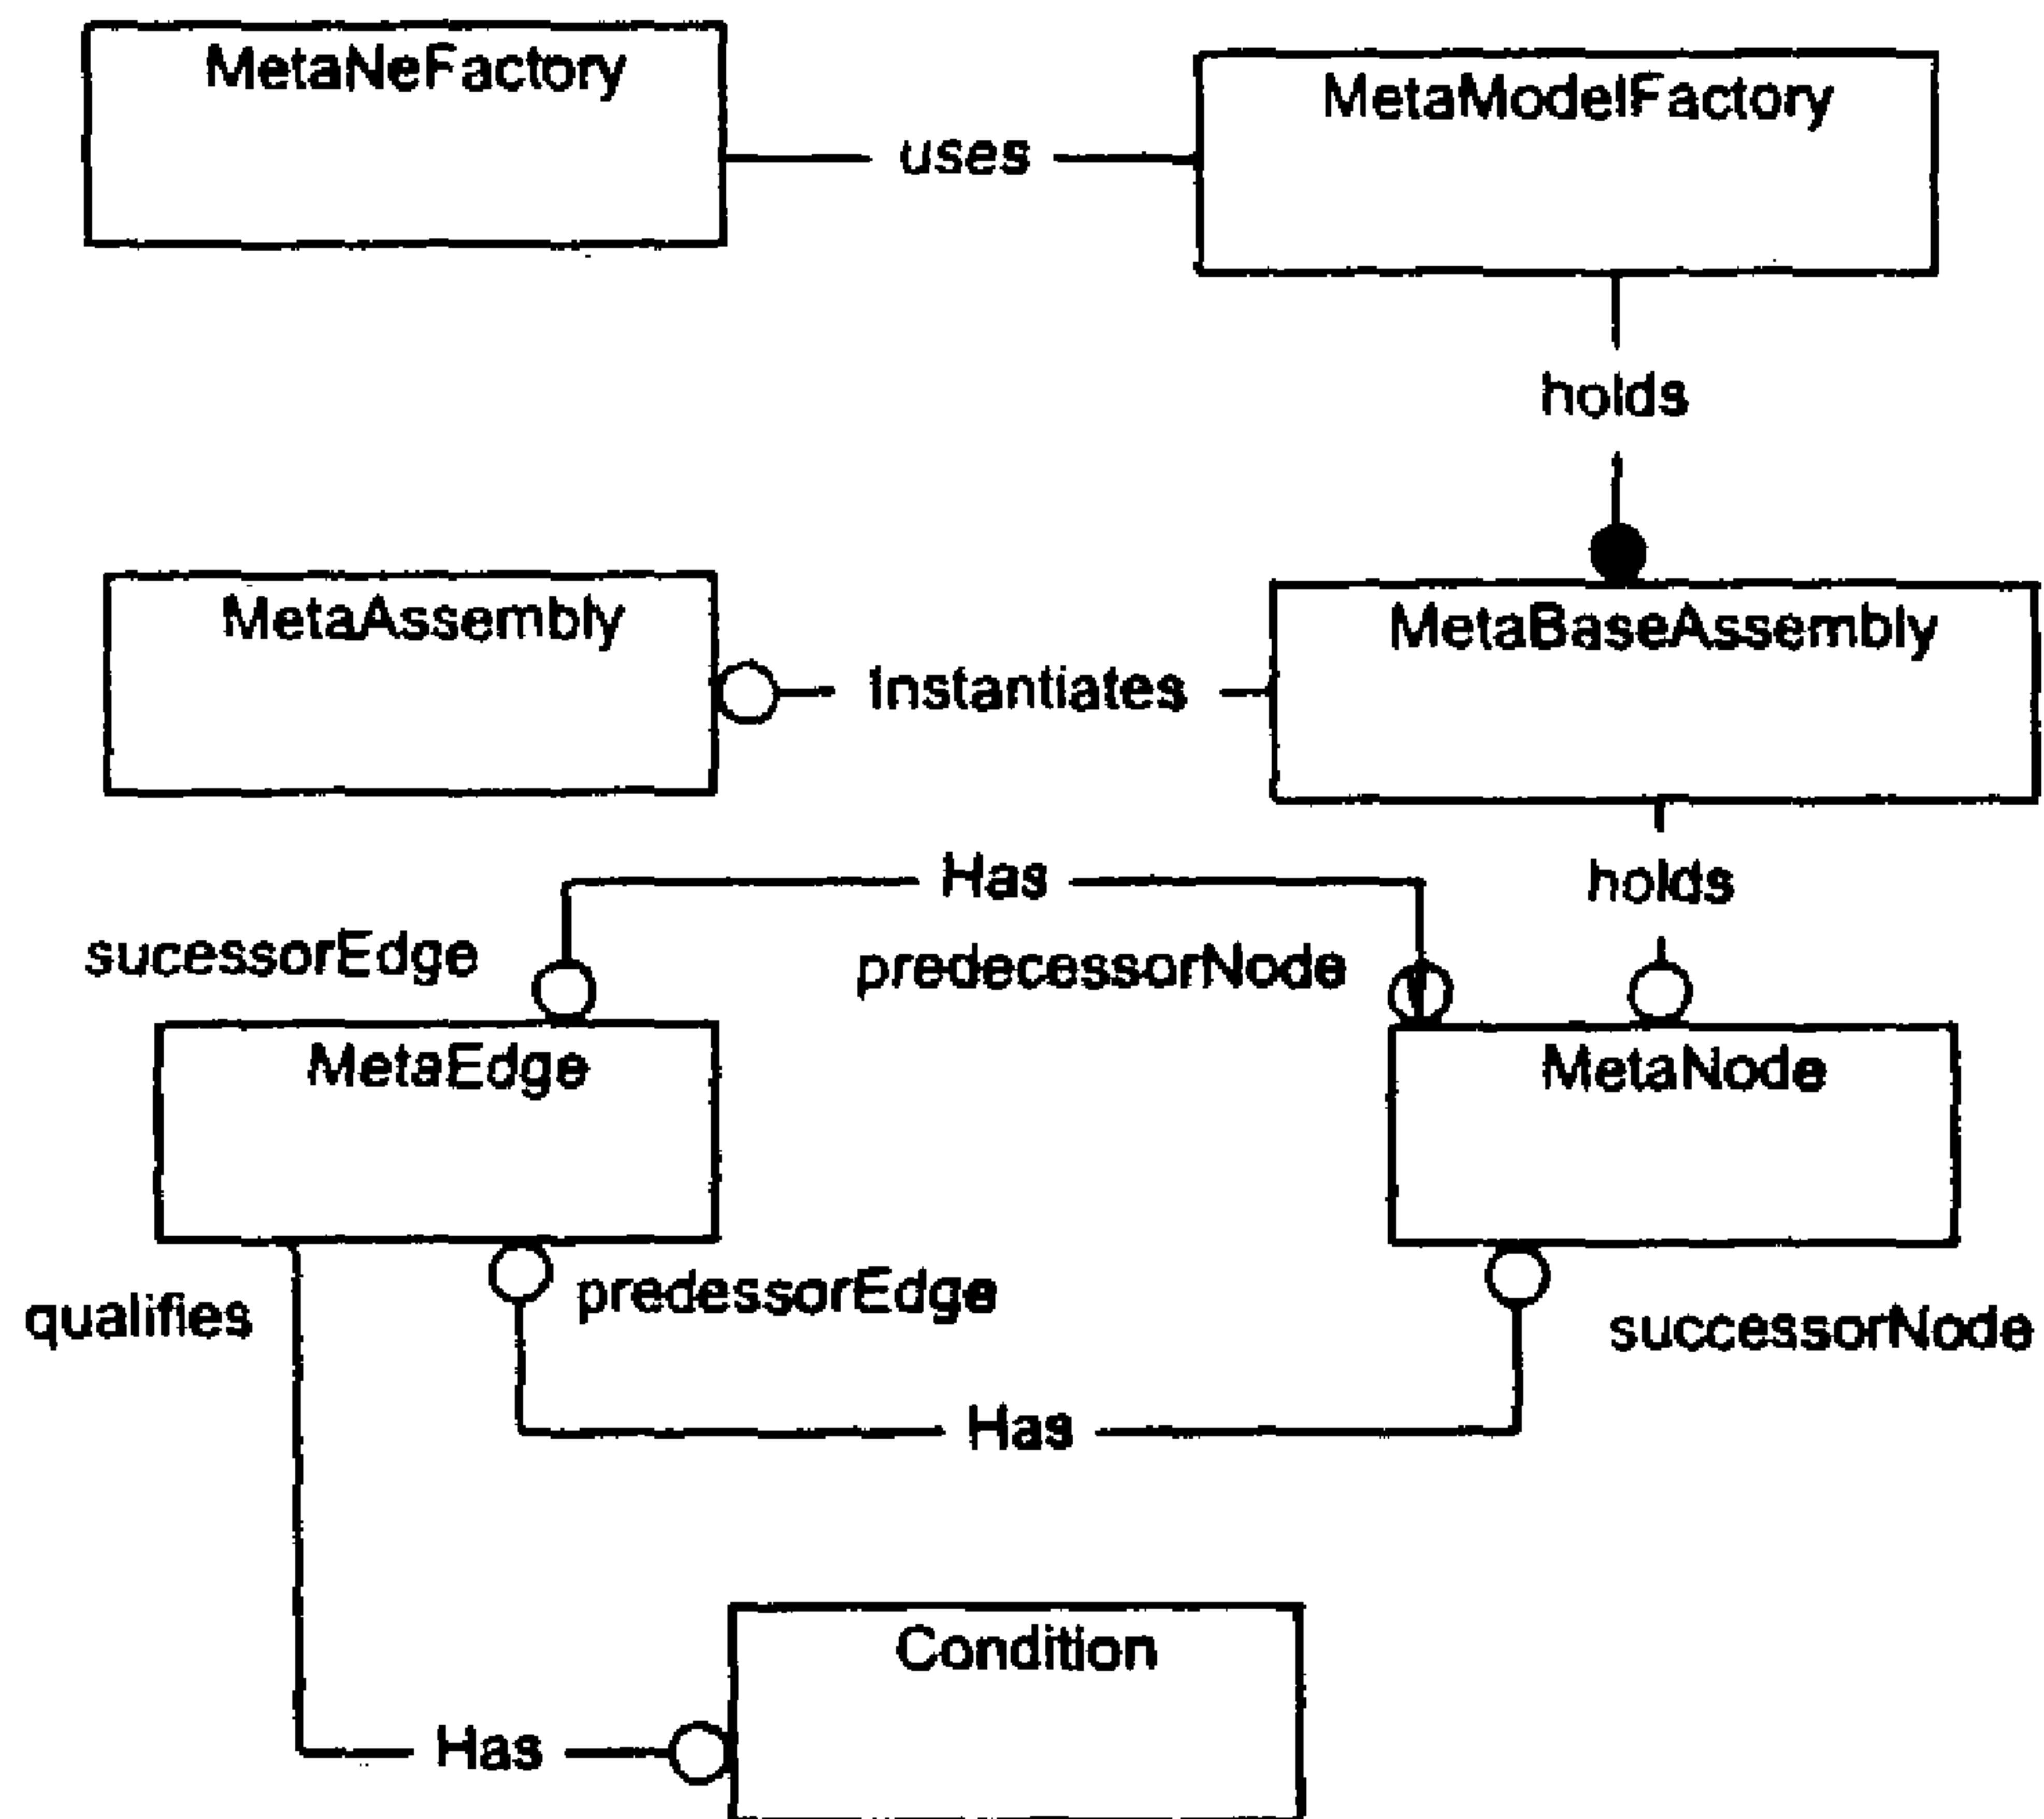 MetaNeFactory
MetaModelFactory
uses
holds
MetaAssembly
MetaBaseAssembly
Instantiates
Has
holds
sucessorEdge
predecessorNode
MetaEdge
MetaNode
predessorEdge
qualifies
successorNode
Has
Condition
Has